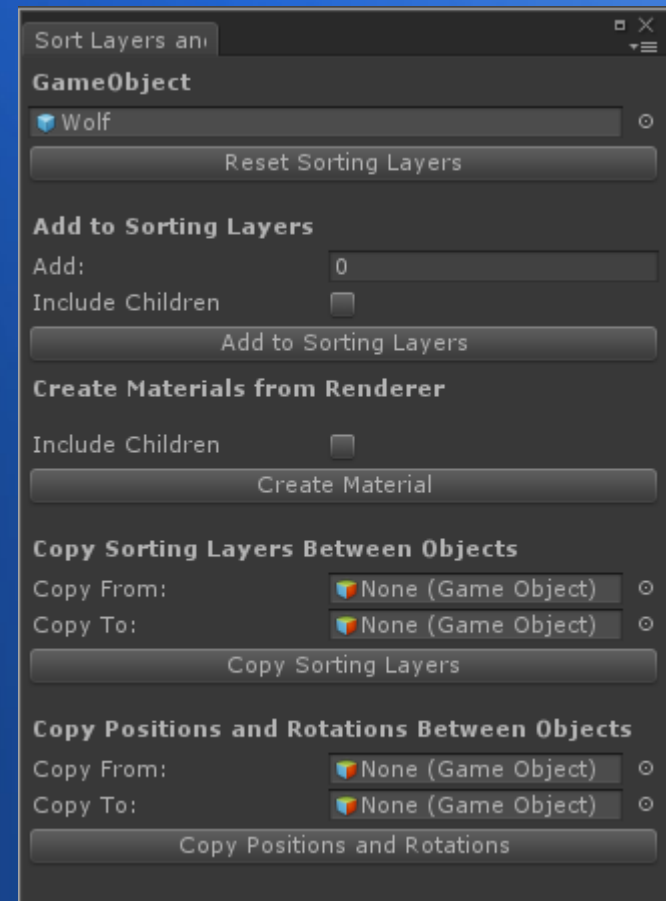 Sort Layers an
GameObject
Wolf
Reset Sorting Layers
Add to Sorting Layers
Add: 0
Include Children
Add to Sorting Layers
Create Materials from Renderer
Include Children
Create Material
Copy Sorting Layers Between Objects
Copy From: None (Game Object)
Copy To: None (Game Object)
Copy Sorting Layers
Copy Positions and Rotations Between Objects
Copy From: None (Game Object)
Copy To: None (Game Object)
Copy Positions and Rotations